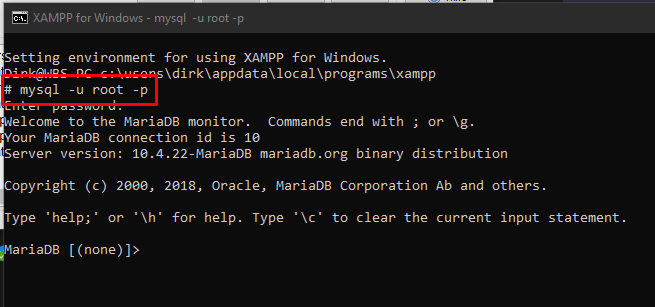 XAMPP for Windows - mysql -u root -p
Setting environment for using XAMPP for Windows.
Dirk@WBS-PC c:\users\dirk\appdata\local\programs\xampp
# mysql -u root -p
Enter password:
Welcome to the MariaDB monitor.  Commands end with ; or \g.
Your MariaDB connection id is 10
Server version: 10.4.22-MariaDB mariadb.org binary distribution
Copyright (c) 2000, 2018, Oracle, MariaDB Corporation Ab and others.
Type 'help;' or '\h' for help. Type '\c' to clear the current input statement.
MariaDB [(none)]>